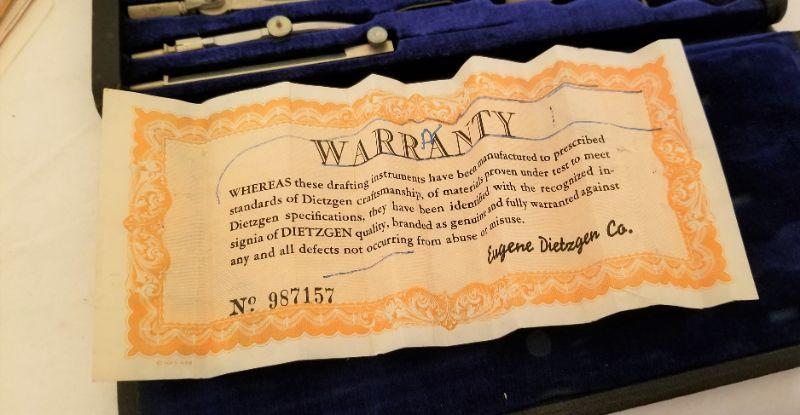 WARRANTY
WHEREAS these drafting instruments have been manufactured to prescribed
standards of Dietzgen craftsmanship, of materials proven under test to meet
Dietzgen specifications, they have been identified with the recognized in-
signia of DIETZGEN quality, branded as genuine and fully warranted against
any and all defects not occurring from abuse or misuse.
Eugene Dietzgen Co.
No. 987157